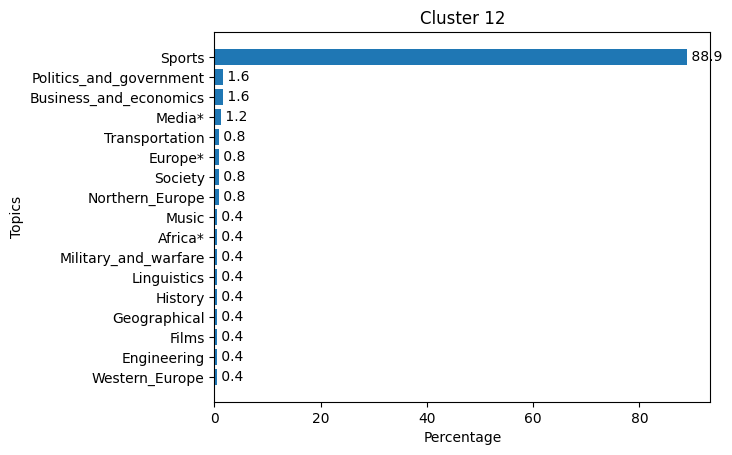 Cluster 12
Topics
Sports 88.9
Politics_and_government 1.6
Business_and_economics 1.6
Media* 1.2
Transportation 0.8
Europe* 0.8
Society 0.8
Northern_Europe 0.8
Music 0.4
Africa* 0.4
Military_and_warfare 0.4
Linguistics 0.4
History 0.4
Geographical 0.4
Films 0.4
Engineering 0.4
Western_Europe 0.4
0 20 40 60 80
Percentage